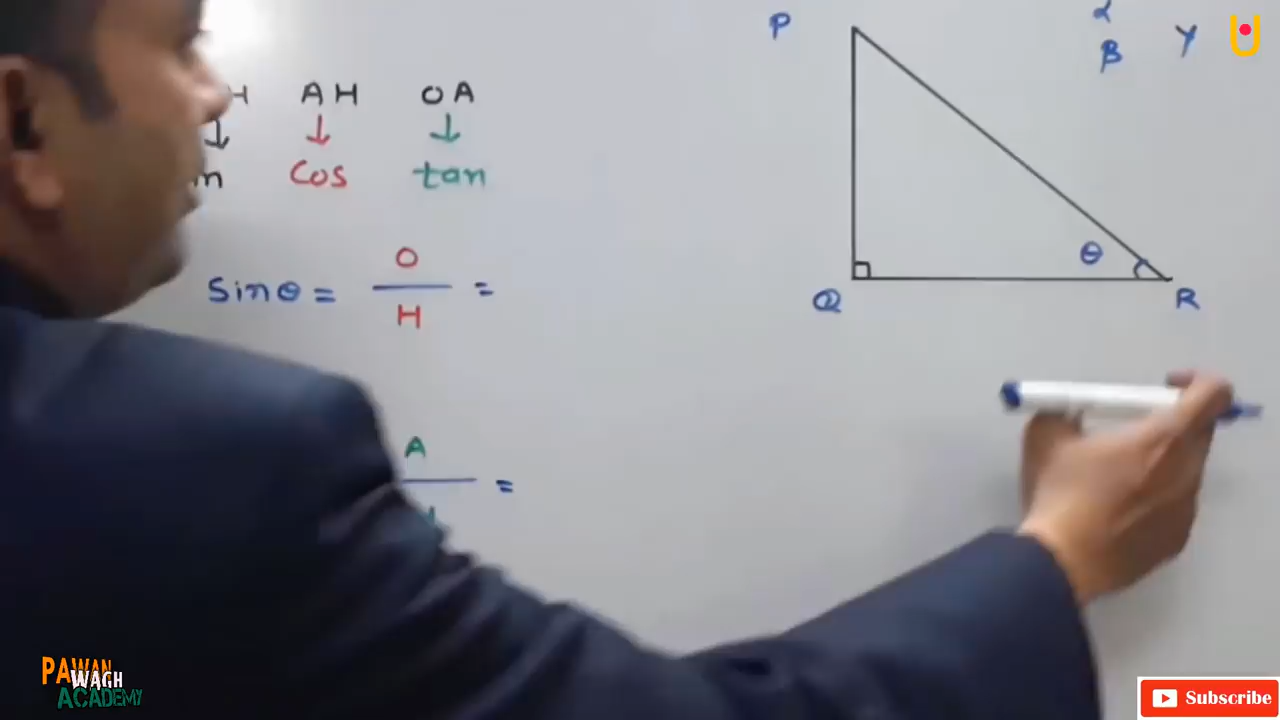 H AH OA
Cos tan
Sinθ = O/H =
A
=
P
Q
R
θ
α
β γ
PAWAN
WAGH
ACADEMY
Subscribe